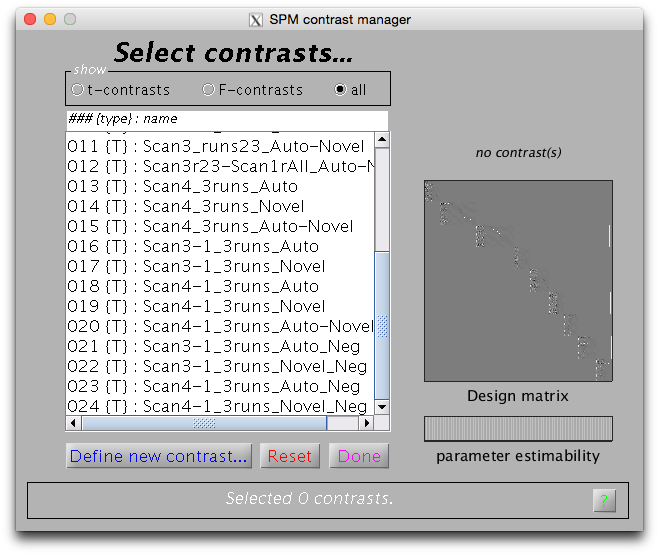 SPM contrast manager
Select contrasts...
show
t-contrasts F-contrasts all
### {type} : name
011 {T} : Scan3_runs23_Auto-Novel
012 {T} : Scan3r23-Scan1rAll_Auto-N
013 {T} : Scan4_3runs_Auto
014 {T} : Scan4_3runs_Novel
015 {T} : Scan4_3runs_Auto-Novel
016 {T} : Scan3-1_3runs_Auto
017 {T} : Scan3-1_3runs_Novel
018 {T} : Scan4-1_3runs_Auto
019 {T} : Scan4-1_3runs_Novel
020 {T} : Scan4-1_3runs_Auto-Novel
021 {T} : Scan3-1_3runs_Auto_Neg
022 {T} : Scan3-1_3runs_Novel_Neg
023 {T} : Scan4-1_3runs_Auto_Neg
024 {T} : Scan4-1_3runs_Novel_Neg
Define new contrast... Reset Done
no contrast(s)
Design matrix
parameter estimability
Selected 0 contrasts.
?